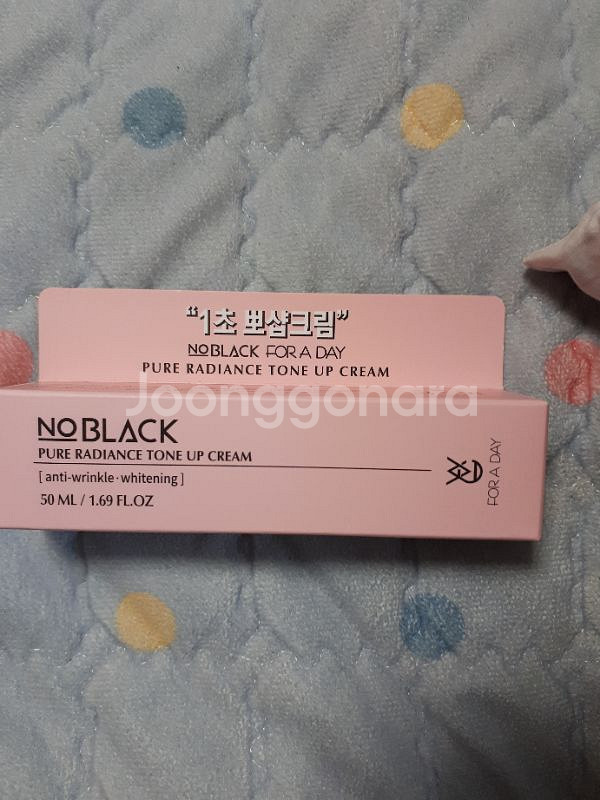 “1초 뽀샵크림”
NOBLACK FOR A DAY
PURE RADIANCE TONE UP CREAM
Joonggonara
NOBLACK
PURE RADIANCE TONE UP CREAM
[ anti-wrinkle·whitening ]
50 ML / 1.69 FL.OZ
FOR A DAY